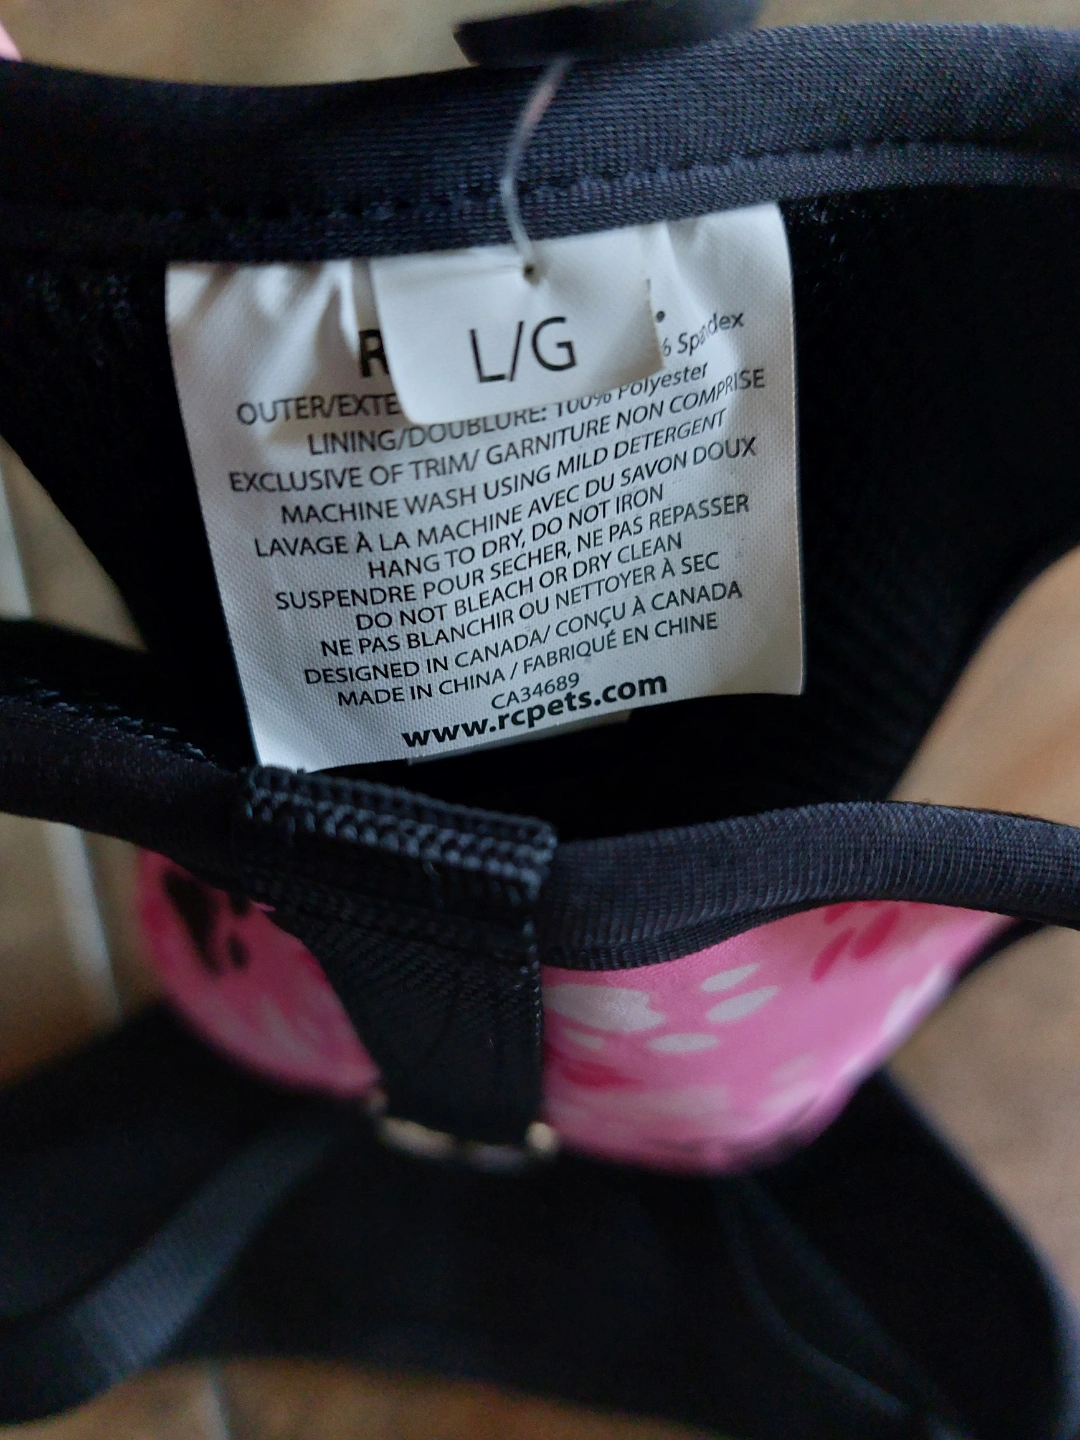 R
L/G
OUTER/EXTE % Spandex
LINING/DOUBLURE: 100% Polyester
EXCLUSIVE OF TRIM/ GARNITURE NON COMPRISE
MACHINE WASH USING MILD DETERGENT
LAVAGE À LA MACHINE AVEC DU SAVON DOUX
HANG TO DRY, DO NOT IRON
SUSPENDRE POUR SECHER, NE PAS REPASSER
DO NOT BLEACH OR DRY CLEAN
NE PAS BLANCHIR OU NETTOYER À SEC
DESIGNED IN CANADA/ CONÇU À CANADA
MADE IN CHINA / FABRIQUÉ EN CHINE
CA34689
www.rcpets.com